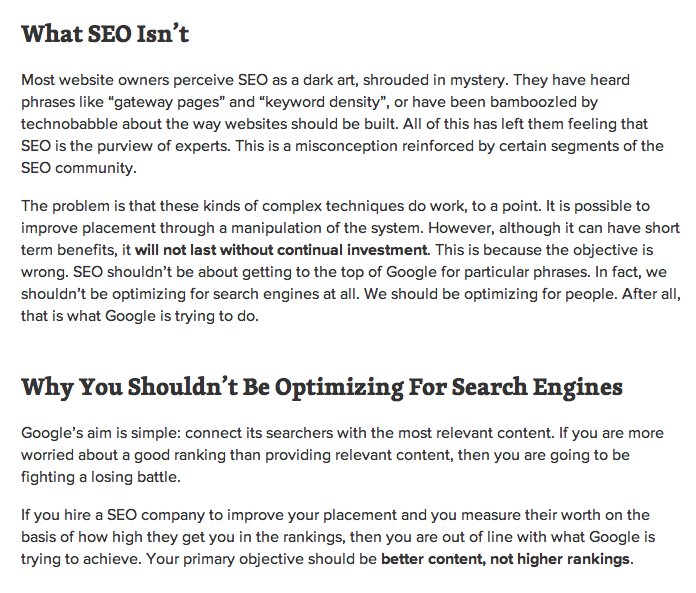 What SEO Isn’t
Most website owners perceive SEO as a dark art, shrouded in mystery. They have heard
phrases like “gateway pages” and “keyword density”, or have been bamboozled by
technobabble about the way websites should be built. All of this has left them feeling that
SEO is the purview of experts. This is a misconception reinforced by certain segments of the
SEO community.
The problem is that these kinds of complex techniques do work, to a point. It is possible to
improve placement through a manipulation of the system. However, although it can have short
term benefits, it will not last without continual investment. This is because the objective is
wrong. SEO shouldn’t be about getting to the top of Google for particular phrases. In fact, we
shouldn’t be optimizing for search engines at all. We should be optimizing for people. After all,
that is what Google is trying to do.
Why You Shouldn’t Be Optimizing For Search Engines
Google’s aim is simple: connect its searchers with the most relevant content. If you are more
worried about a good ranking than providing relevant content, then you are going to be
fighting a losing battle.
If you hire a SEO company to improve your placement and you measure their worth on the
basis of how high they get you in the rankings, then you are out of line with what Google is
trying to achieve. Your primary objective should be better content, not higher rankings.